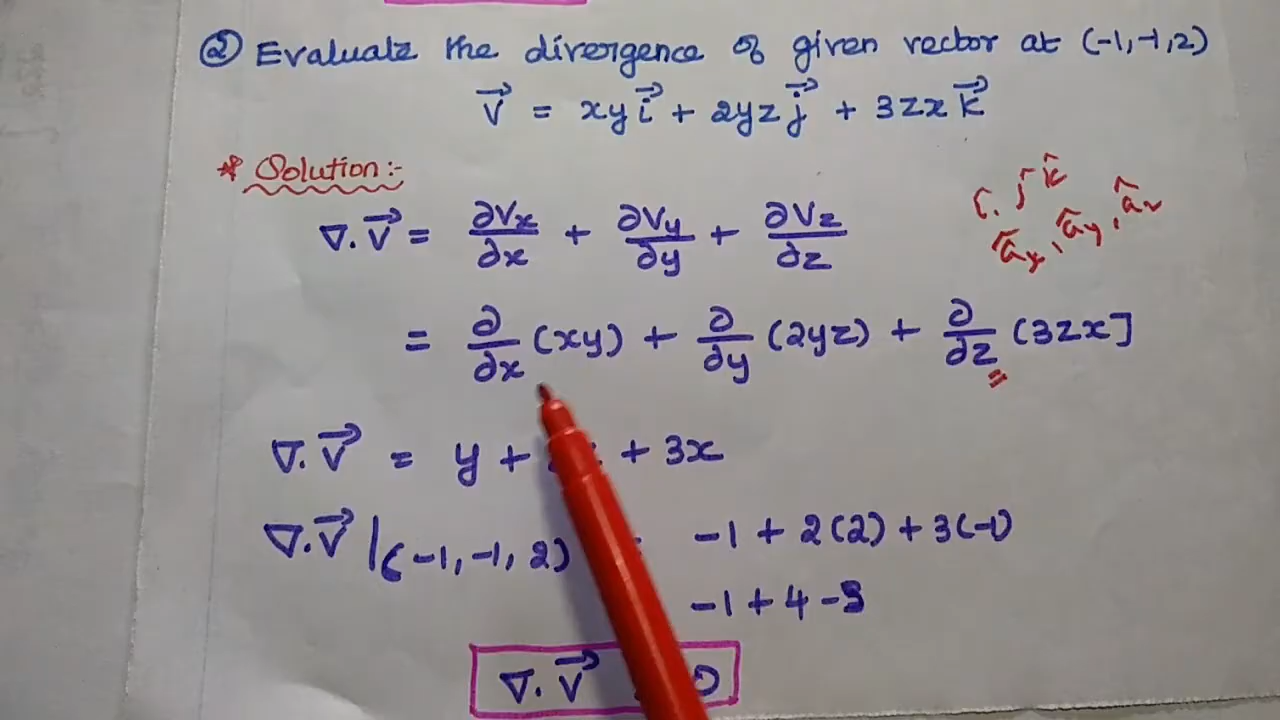 ② Evaluate the divergence of given vector at (-1,-1,2)
V⃗ = xy i⃗ + 2yz j⃗ + 3zx k⃗
* Solution:-
∇.V⃗ = ∂Vx/∂x + ∂Vy/∂y + ∂Vz/∂z
= ∂/∂x (xy) + ∂/∂y (2yz) + ∂/∂z (3zx]
∇.V⃗ = y + + 3x
∇.V⃗ |(-1,-1,2) -1 + 2(2) + 3(-1)
-1 + 4 -3
∇.V⃗ 0